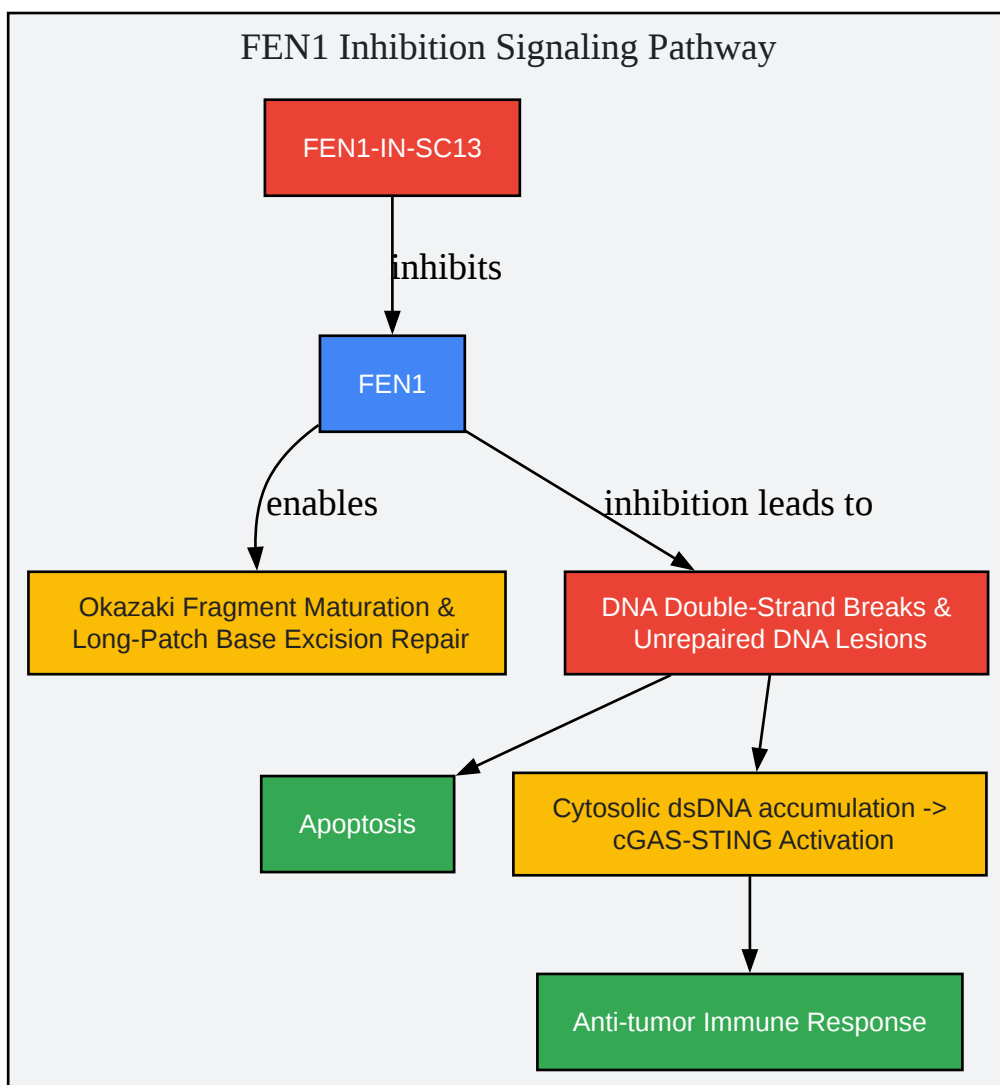 FEN1 Inhibition Signaling Pathway
FEN1-IN-SC13
inhibits
FEN1
enables
inhibition leads to
Okazaki Fragment Maturation &
Long-Patch Base Excision Repair
DNA Double-Strand Breaks &
Unrepaired DNA Lesions
Apoptosis
Cytosolic dsDNA accumulation ->
cGAS-STING Activation
Anti-tumor Immune Response